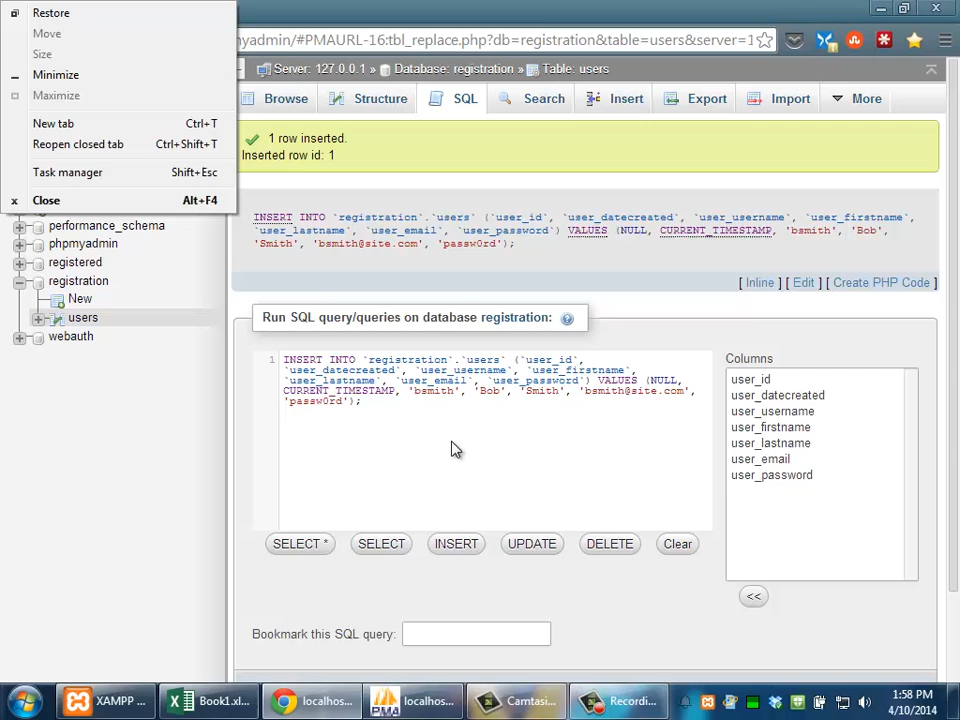 Restore
Move
Size
Minimize
Maximize
New tab Ctrl+T
Reopen closed tab Ctrl+Shift+T
Task manager Shift+Esc
x Close Alt+F4
myadmin/#PMAURL-16:tbl_replace.php?db=registration&table=users&server=1
Server: 127.0.0.1 » Database: registration » Table: users
Browse Structure SQL Search Insert Export Import More
1 row inserted.
Inserted row id: 1
INSERT INTO `registration`.`users` (`user_id`, `user_datecreated`, `user_username`, `user_firstname`,
`user_lastname`, `user_email`, `user_password`) VALUES (NULL, CURRENT_TIMESTAMP, 'bsmith', 'Bob',
'Smith', 'bsmith@site.com', 'passw0rd');
[ Inline ] [ Edit ] [ Create PHP Code ]
performance_schema
phpmyadmin
registered
registration
New
users
webauth
Run SQL query/queries on database registration:
1 INSERT INTO `registration`.`users` (`user_id`,
`user_datecreated`, `user_username`, `user_firstname`,
`user_lastname`, `user_email`, `user_password`) VALUES (NULL,
CURRENT_TIMESTAMP, 'bsmith', 'Bob', 'Smith', 'bsmith@site.com',
'passw0rd');
Columns
user_id
user_datecreated
user_username
user_firstname
user_lastname
user_email
user_password
SELECT * SELECT INSERT UPDATE DELETE Clear
<<
Bookmark this SQL query:
XAMPP ... Book1.xl... localhos... PMA localhos... Camtasi... Recordi...
1:58 PM
4/10/2014